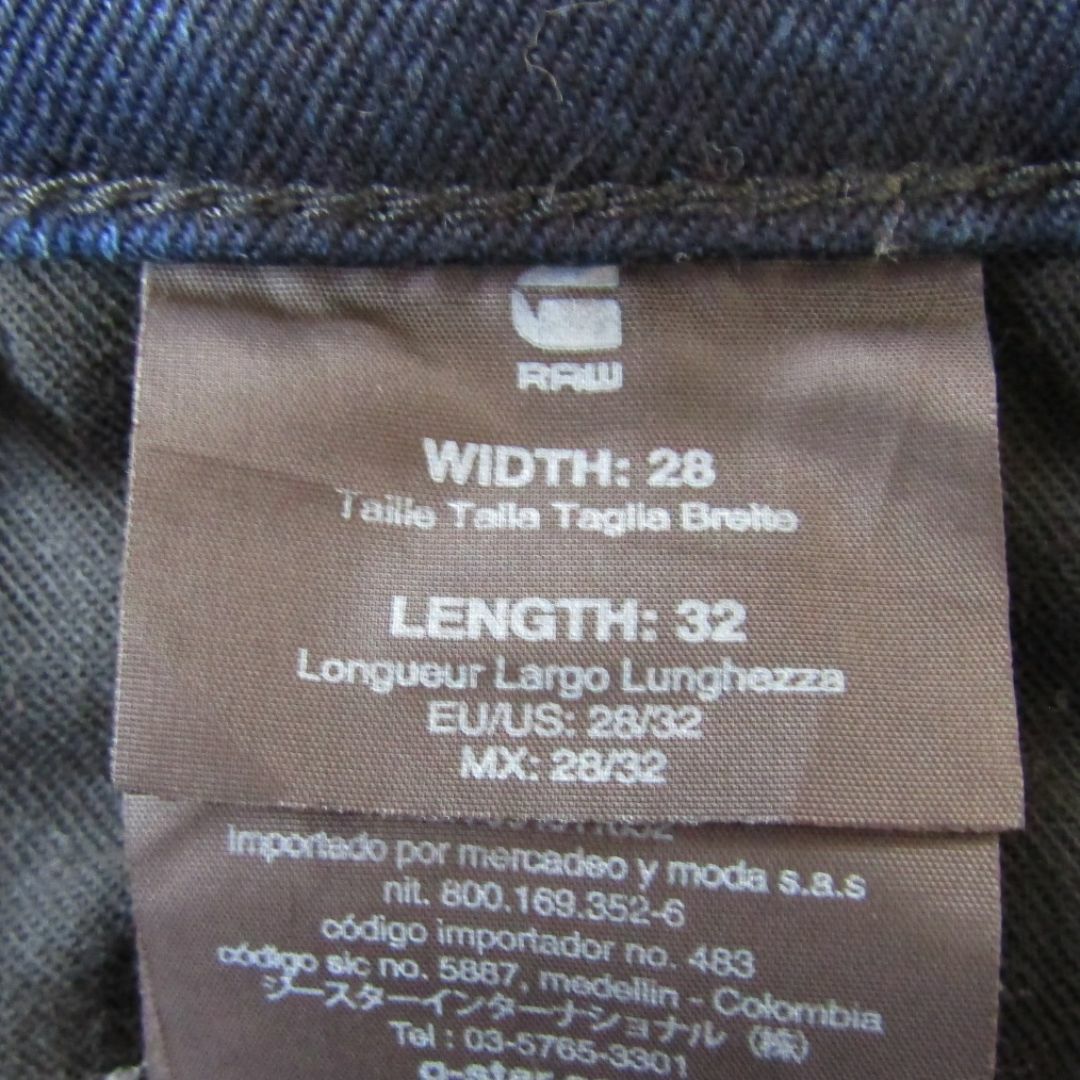 RAW
WIDTH: 28
Taille Talla Taglia Breite
LENGTH: 32
Longueur Largo Lunghezza
EU/US: 28/32
MX: 28/32
importado por mercadeo y moda s.a.s
nit. 800.169.352-6
código importador no. 483
código sic no. 5887, medellin - Colombia
ジースターインターナショナル (株)
Tel : 03-5765-3301
g-star